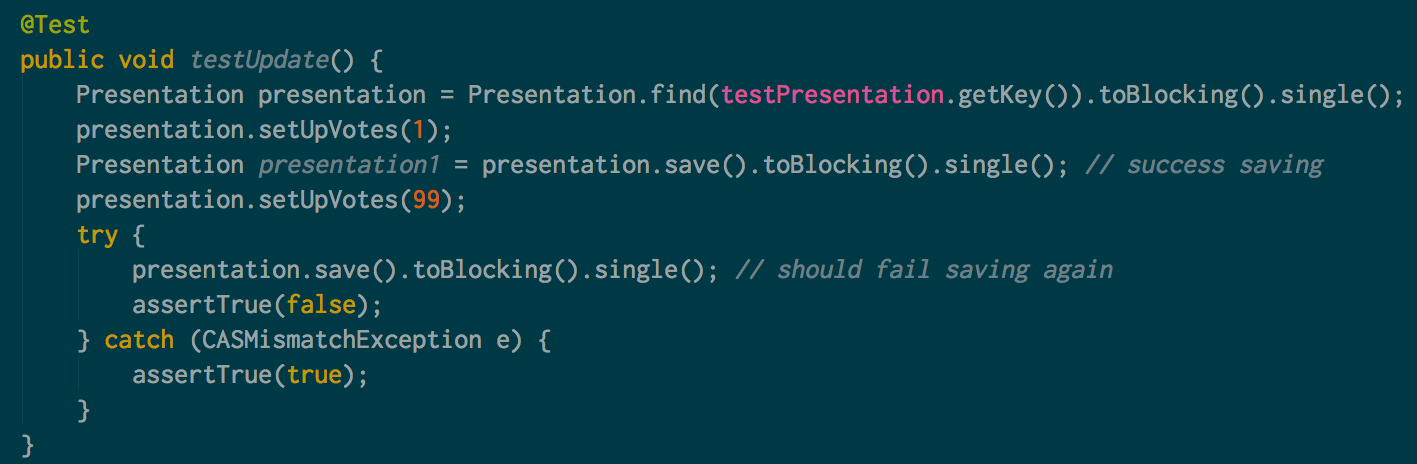 @Test
public void testUpdate() {
    Presentation presentation = Presentation.find(testPresentation.getKey()).toBlocking().single();
    presentation.setUpVotes(1);
    Presentation presentation1 = presentation.save().toBlocking().single(); // success saving
    presentation.setUpVotes(99);
    try {
        presentation.save().toBlocking().single(); // should fail saving again
        assertTrue(false);
    } catch (CASMismatchException e) {
        assertTrue(true);
    }
}